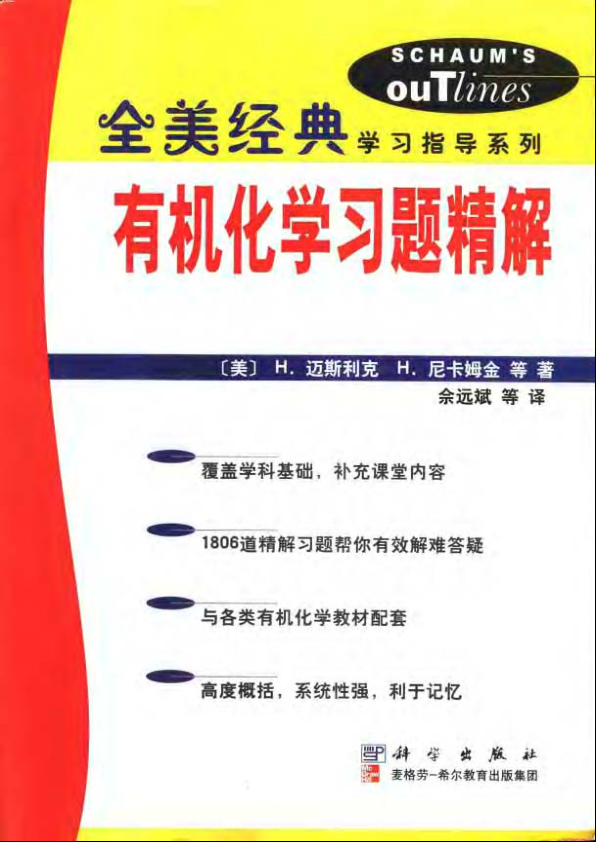 SCHAUM'S
ouTlines
全美经典学习指导系列
有机化学习题精解
〔美〕 H. 迈斯利克 H. 尼卡姆金 等 著
佘远斌 等 译
覆盖学科基础，补充课堂内容
1806道精解习题帮你有效解难答疑
与各类有机化学教材配套
高度概括，系统性强，利于记忆
科学出版社
Mc
Graw
Hill
麦格劳-希尔教育出版集团